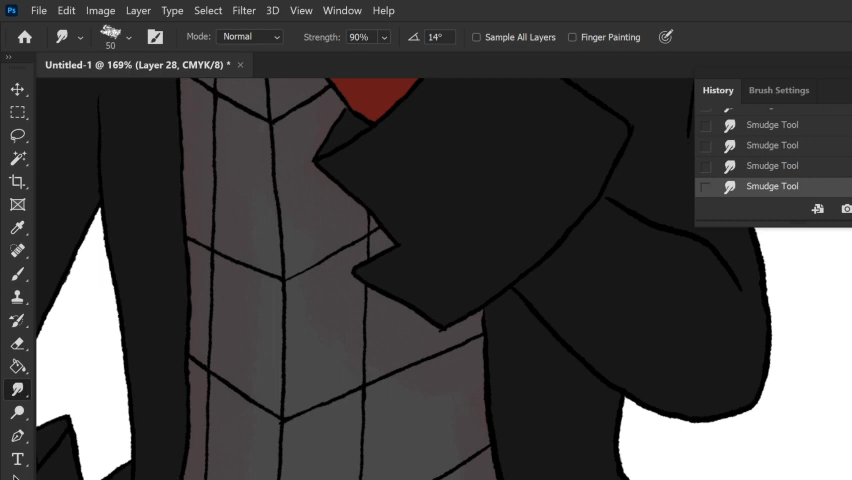 Ps File Edit Image Layer Type Select Filter 3D View Window Help
50 Mode: Normal Strength: 90% 14° Sample All Layers Finger Painting
Untitled-1 @ 169% (Layer 28, CMYK/8) * ×
History Brush Settings
Smudge Tool
Smudge Tool
Smudge Tool
Smudge Tool
T